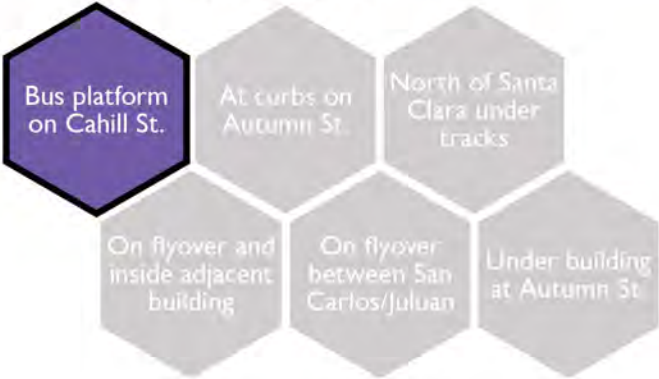 Bus platform
on Cahill St.
At curbs on
Autumn St.
North of Santa
Clara under
tracks
On flyover and
inside adjacent
building
On flyover
between San
Carlos/Juluan
Under building
at Autumn St.